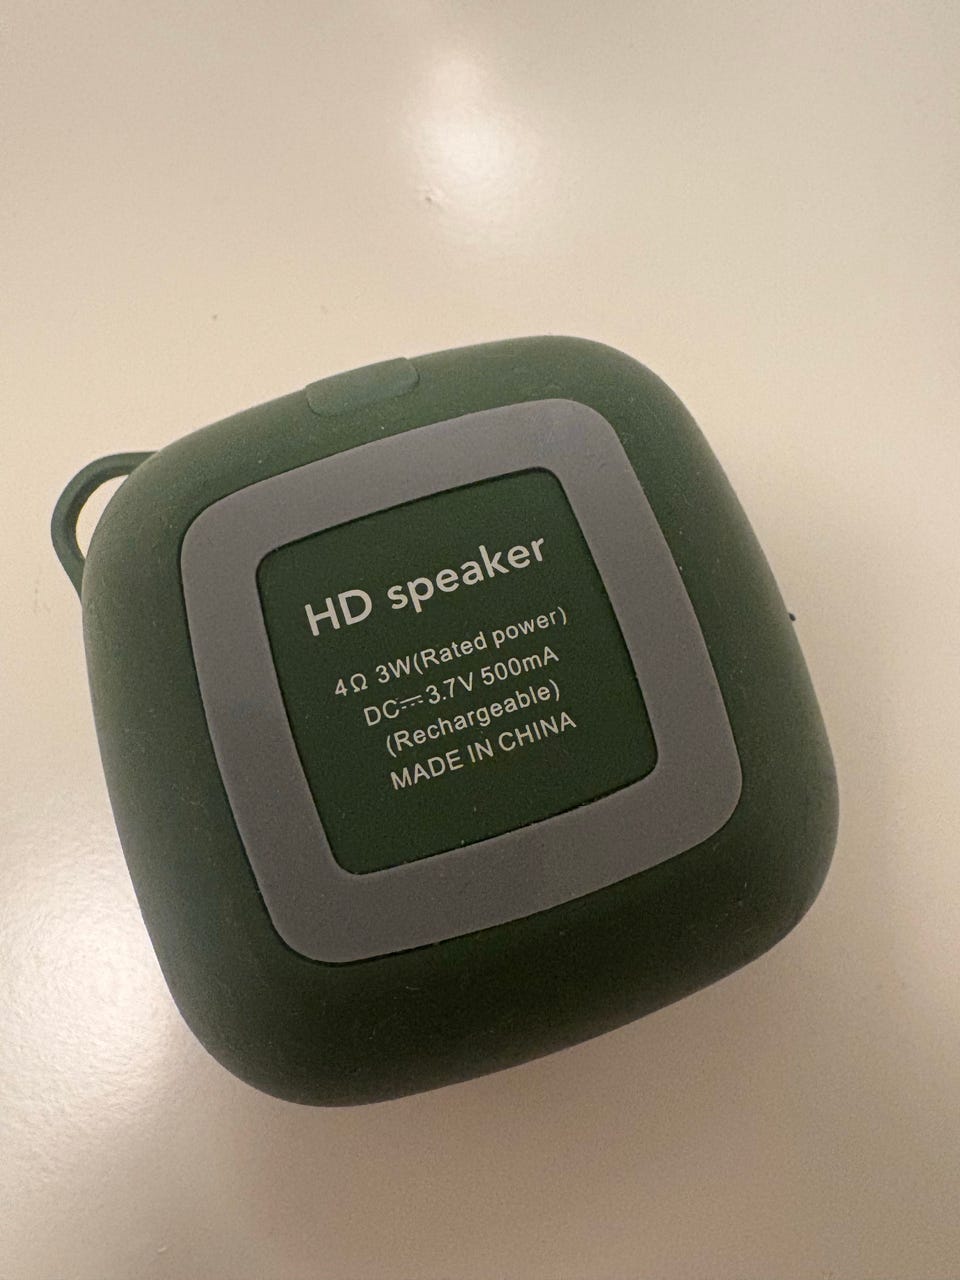 HD speaker
4Ω 3W(Rated power)
DC⎓3.7V 500mA
(Rechargeable)
MADE IN CHINA